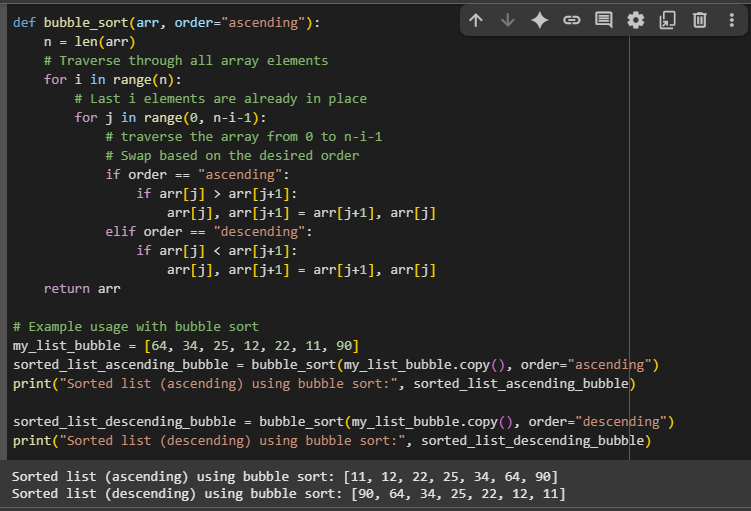 def bubble_sort(arr, order="ascending"):
    n = len(arr)
    # Traverse through all array elements
    for i in range(n):
        # Last i elements are already in place
        for j in range(0, n-i-1):
            # traverse the array from 0 to n-i-1
            # Swap based on the desired order
            if order == "ascending":
                if arr[j] > arr[j+1]:
                    arr[j], arr[j+1] = arr[j+1], arr[j]
            elif order == "descending":
                if arr[j] < arr[j+1]:
                    arr[j], arr[j+1] = arr[j+1], arr[j]
    return arr

# Example usage with bubble sort
my_list_bubble = [64, 34, 25, 12, 22, 11, 90]
sorted_list_ascending_bubble = bubble_sort(my_list_bubble.copy(), order="ascending")
print("Sorted list (ascending) using bubble sort:", sorted_list_ascending_bubble)

sorted_list_descending_bubble = bubble_sort(my_list_bubble.copy(), order="descending")
print("Sorted list (descending) using bubble sort:", sorted_list_descending_bubble)

Sorted list (ascending) using bubble sort: [11, 12, 22, 25, 34, 64, 90]
Sorted list (descending) using bubble sort: [90, 64, 34, 25, 22, 12, 11]